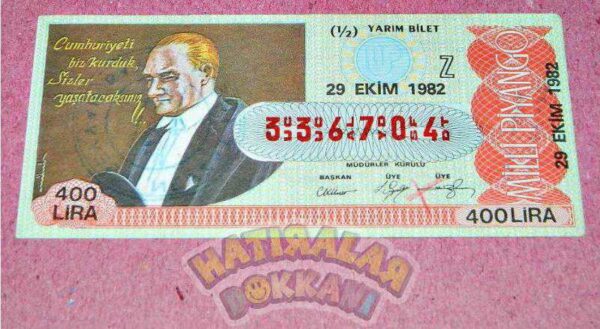 Cumhuriyeti
biz kurduk,
Sizler
yaşatacaksınız!!..
(½) YARIM BİLET
Z
29 EKİM 1982
336704
MÜDÜRLER KURULU
BAŞKAN ÜYE ÜYE
400
LİRA
400 LİRA
MİLLİ PİYANGO
29 EKİM 1982
HATIRALAR
DÜKKANI